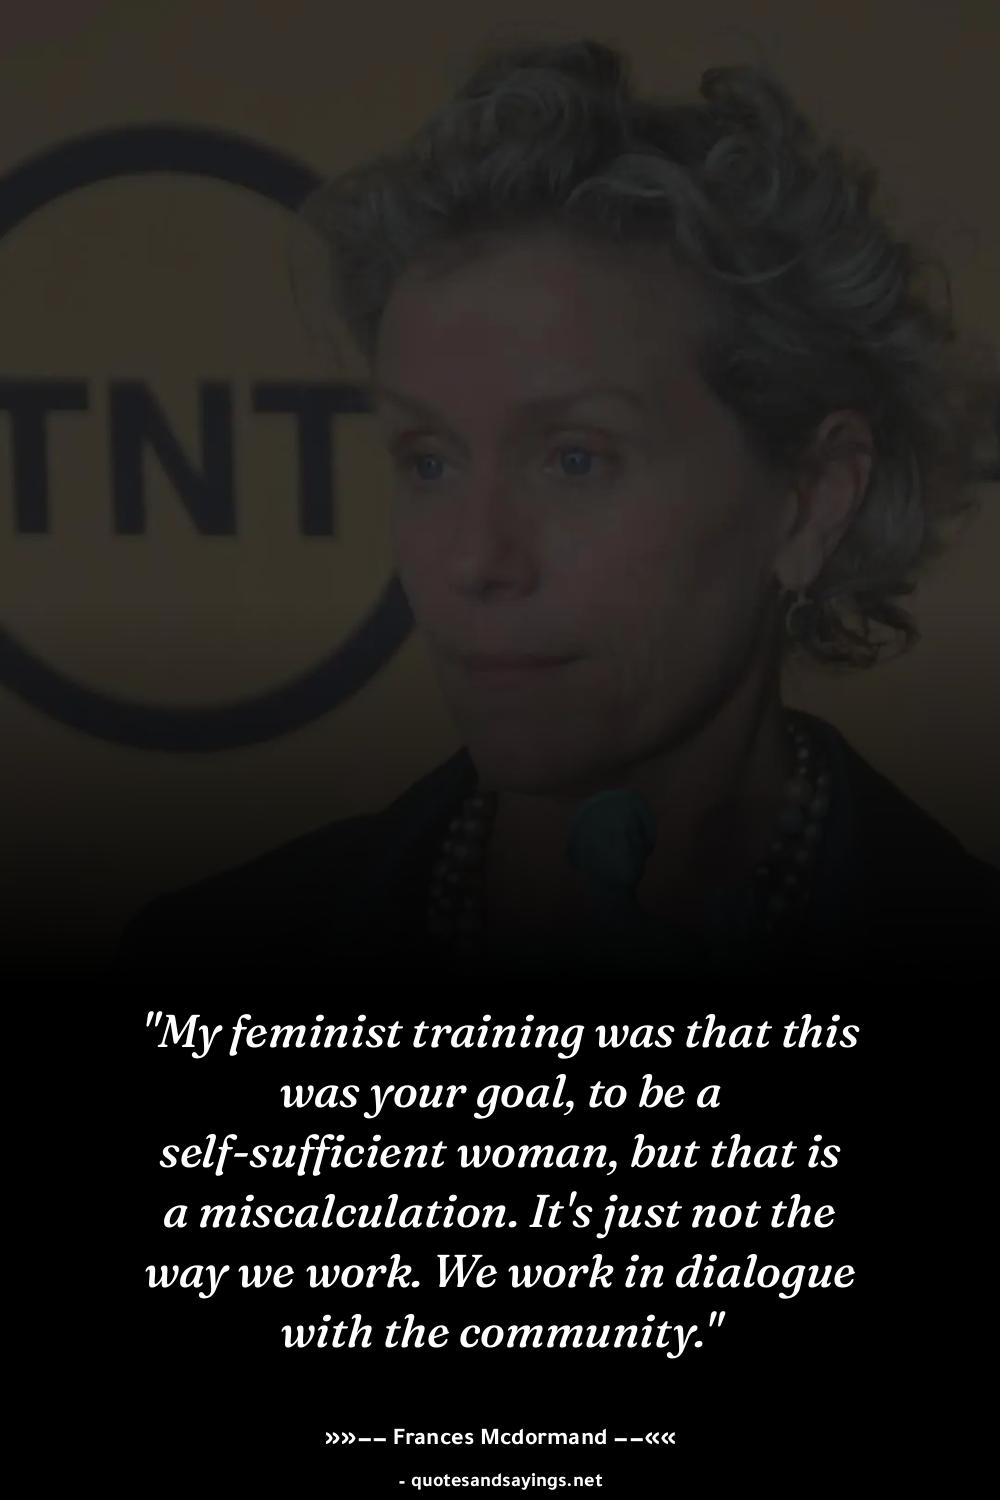 TNT
"My feminist training was that this
was your goal, to be a
self-sufficient woman, but that is
a miscalculation. It's just not the
way we work. We work in dialogue
with the community."
»»−− Frances Mcdormand −−««
- quotesandsayings.net